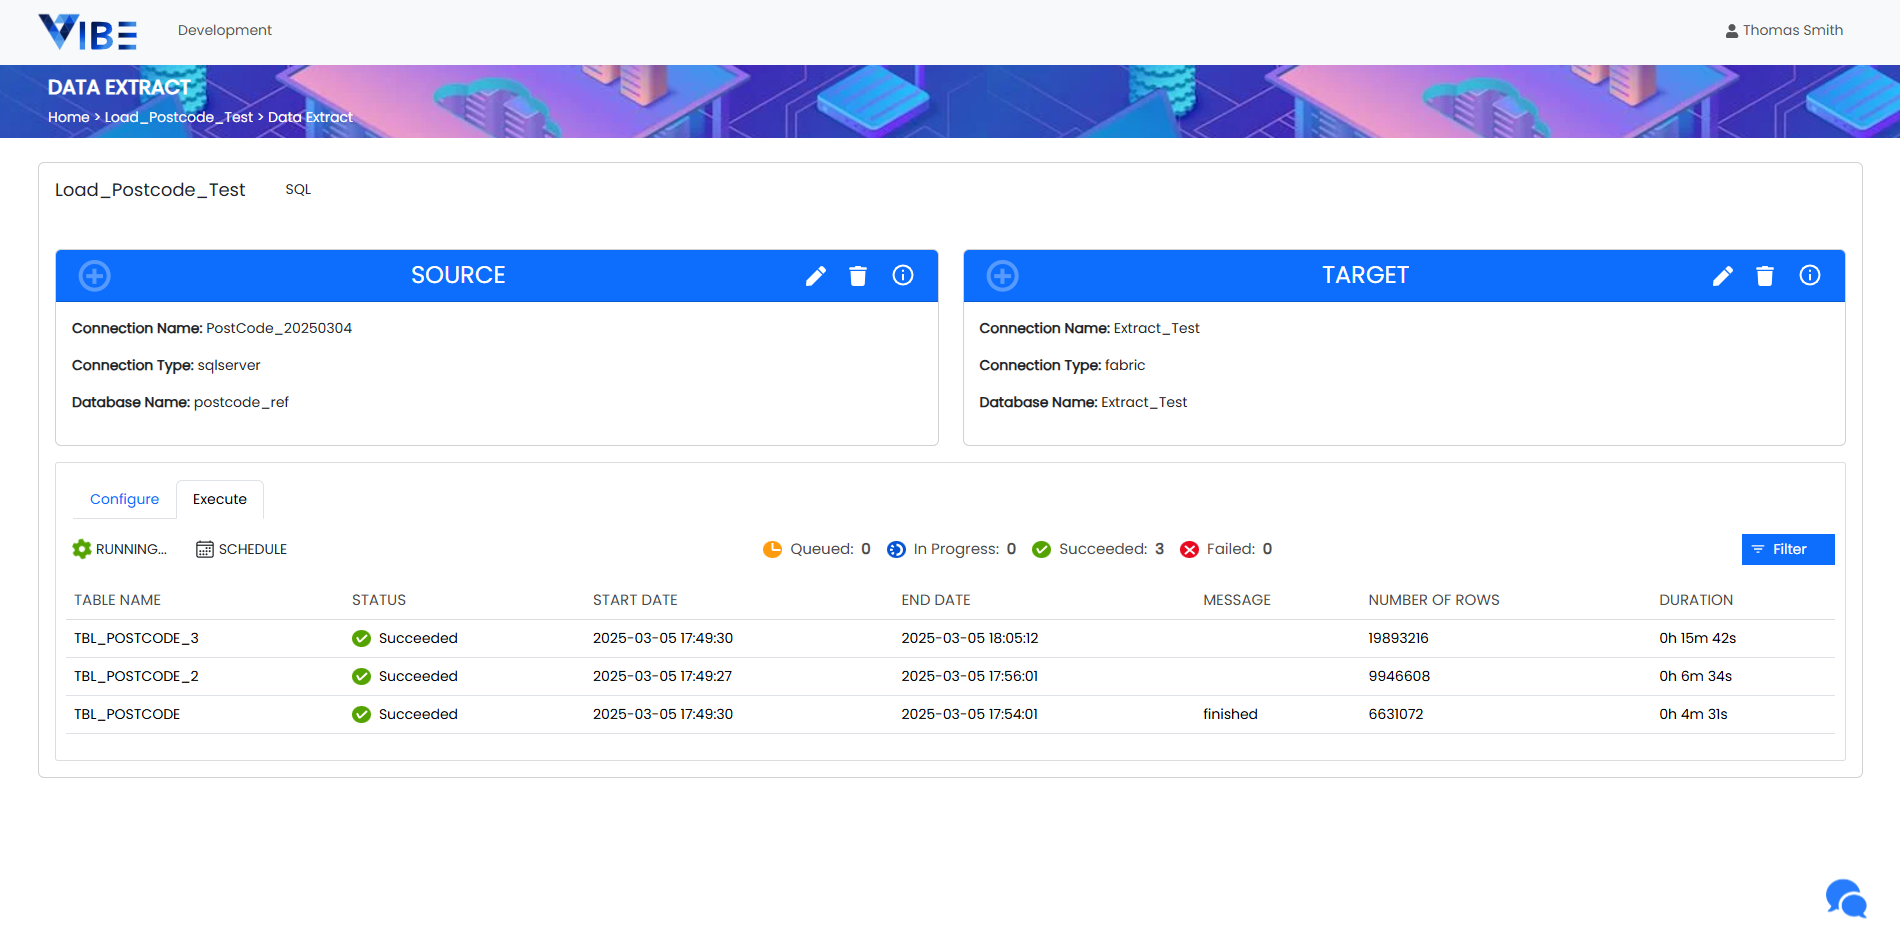 VIBE
Development
Thomas Smith
DATA EXTRACT
Home > Load_Postcode_Test > Data Extract
Load_Postcode_Test SQL
SOURCE
Connection Name: PostCode_20250304
Connection Type: sqlserver
Database Name: postcode_ref
TARGET
Connection Name: Extract_Test
Connection Type: fabric
Database Name: Extract_Test
Configure Execute
RUNNING... SCHEDULE Queued: 0 In Progress: 0 Succeeded: 3 Failed: 0 Filter
TABLE NAME STATUS START DATE END DATE MESSAGE NUMBER OF ROWS DURATION
TBL_POSTCODE_3 Succeeded 2025-03-05 17:49:30 2025-03-05 18:05:12 19893216 0h 15m 42s
TBL_POSTCODE_2 Succeeded 2025-03-05 17:49:27 2025-03-05 17:56:01 9946608 0h 6m 34s
TBL_POSTCODE Succeeded 2025-03-05 17:49:30 2025-03-05 17:54:01 finished 6631072 0h 4m 31s